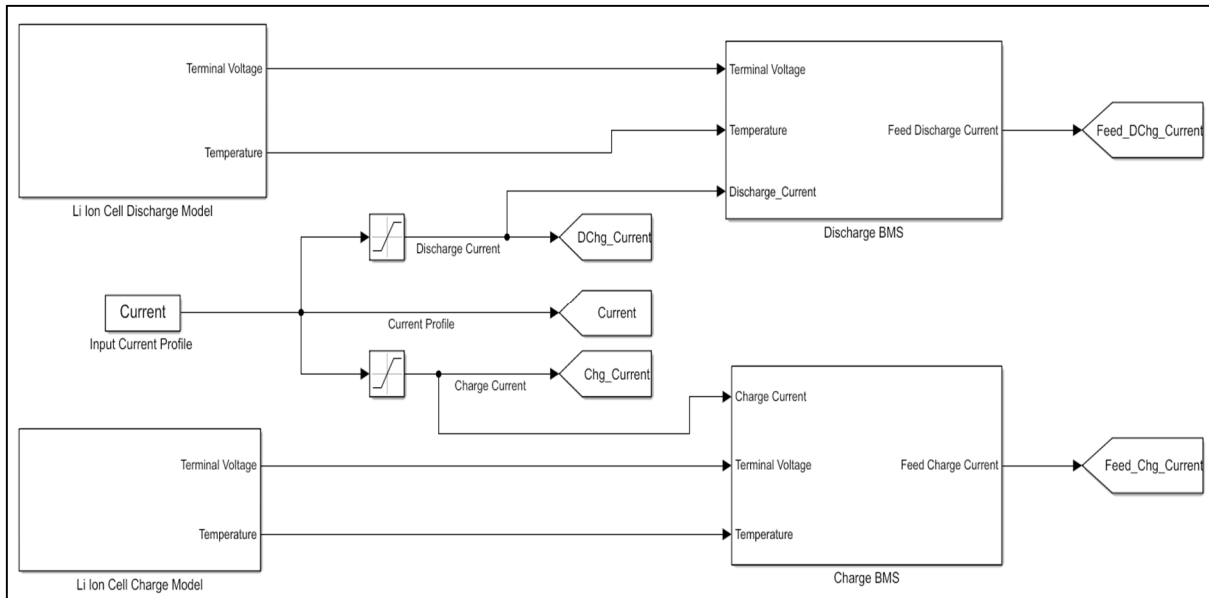 Terminal Voltage
Temperature
Li Ion Cell Discharge Model
Terminal Voltage
Temperature
Discharge_Current
Feed Discharge Current
Discharge BMS
Feed_DChg_Current
Discharge Current
DChg_Current
Current
Input Current Profile
Current Profile
Current
Charge Current
Chg_Current
Terminal Voltage
Temperature
Li Ion Cell Charge Model
Charge Current
Terminal Voltage
Temperature
Feed Charge Current
Charge BMS
Feed_Chg_Current